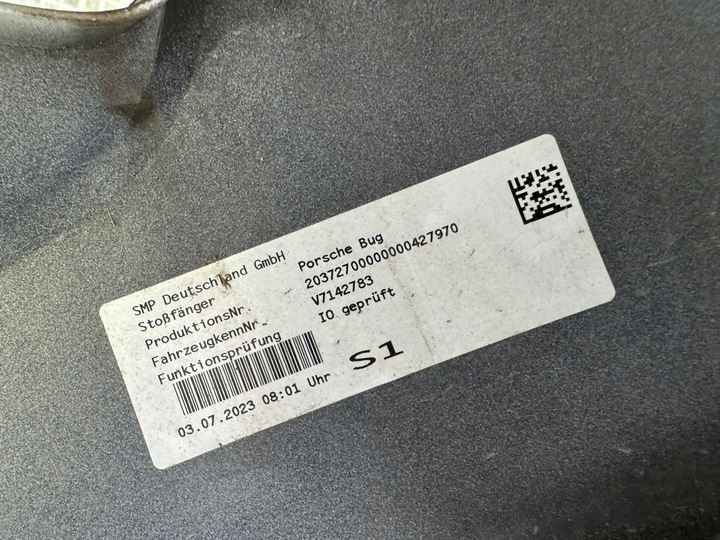 SMP Deutschland GmbH
Stoßfänger Porsche Bug
ProduktionsNr. 20372700000000427970
FahrzeugkennNr. V7142783
Funktionsprüfung IO geprüft
03.07.2023 08:01 Uhr S1